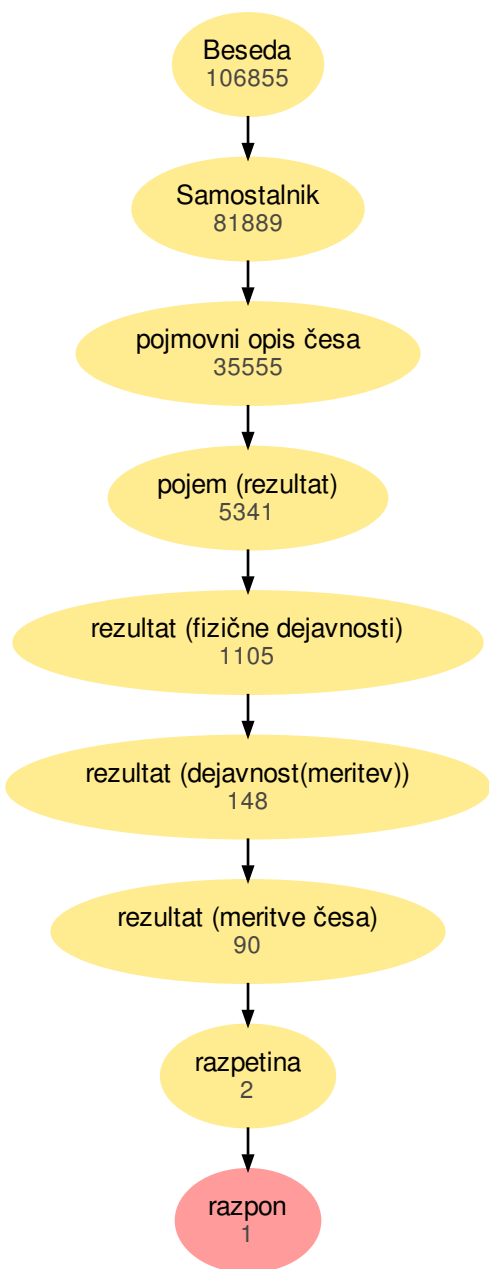 Beseda
106855
Samostalnik
81889
pojmovni opis česa
35555
pojem (rezultat)
5341
rezultat (fizične dejavnosti)
1105
rezultat (dejavnost(meritev))
148
rezultat (meritve česa)
90
razpetina
2
razpon
1